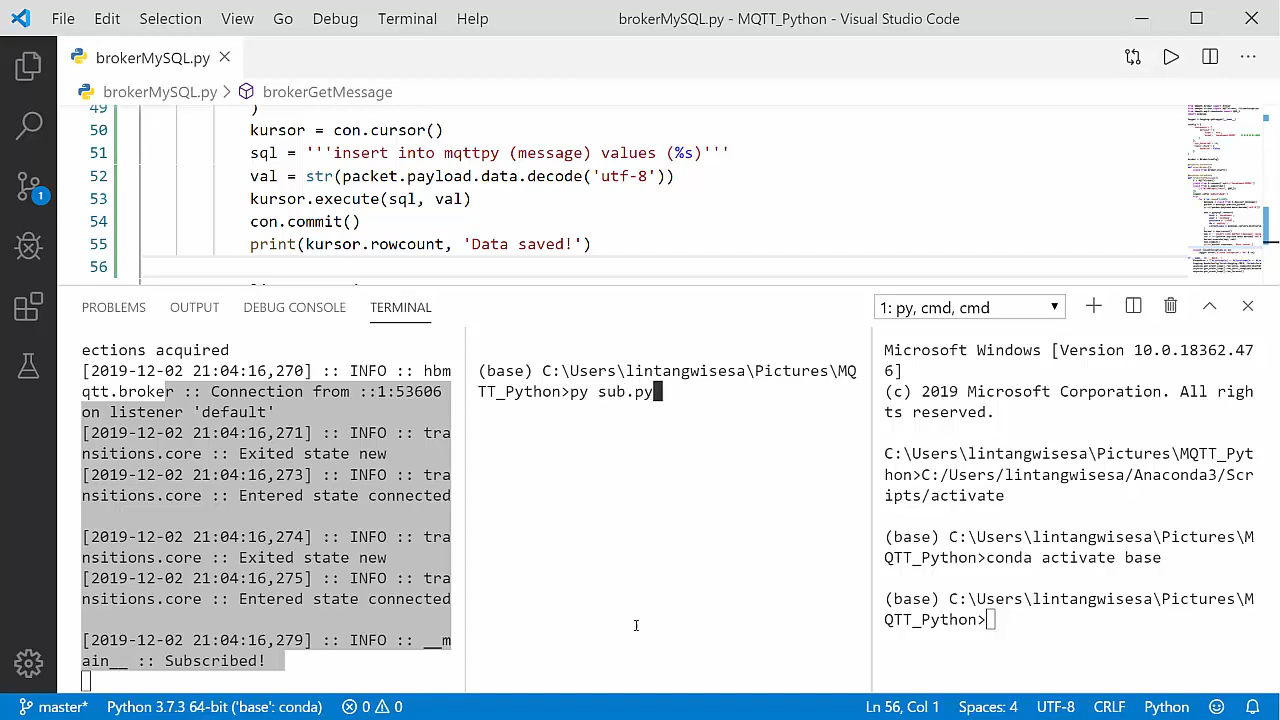 File Edit Selection View Go Debug Terminal Help brokerMySQL.py - MQTT_Python - Visual Studio Code
brokerMySQL.py
brokerMySQL.py > brokerGetMessage
49 )
50 kursor = con.cursor()
51 sql = '''insert into mqttpy (message) values (%s)'''
52 val = str(packet.payload.data.decode('utf-8'))
53 kursor.execute(sql, val)
54 con.commit()
55 print(kursor.rowcount, 'Data saved!')
56
1
PROBLEMS OUTPUT DEBUG CONSOLE TERMINAL 1: py, cmd, cmd
ections acquired
[2019-12-02 21:04:16,270] :: INFO :: hbm
qtt.broker :: Connection from ::1:53606
on listener 'default'
[2019-12-02 21:04:16,271] :: INFO :: tra
nsitions.core :: Exited state new
[2019-12-02 21:04:16,273] :: INFO :: tra
nsitions.core :: Entered state connected
[2019-12-02 21:04:16,274] :: INFO :: tra
nsitions.core :: Exited state new
[2019-12-02 21:04:16,275] :: INFO :: tra
nsitions.core :: Entered state connected
[2019-12-02 21:04:16,279] :: INFO :: __m
ain__ :: Subscribed!
(base) C:\Users\lintangwisesa\Pictures\MQ
TT_Python>py sub.py
Microsoft Windows [Version 10.0.18362.47
6]
(c) 2019 Microsoft Corporation. All righ
ts reserved.
C:\Users\lintangwisesa\Pictures\MQTT_Pyt
hon>C:/Users/lintangwisesa/Anaconda3/Scr
ipts/activate
(base) C:\Users\lintangwisesa\Pictures\M
QTT_Python>conda activate base
(base) C:\Users\lintangwisesa\Pictures\M
QTT_Python>
master* Python 3.7.3 64-bit ('base': conda) 0 0 Ln 56, Col 1 Spaces: 4 UTF-8 CRLF Python